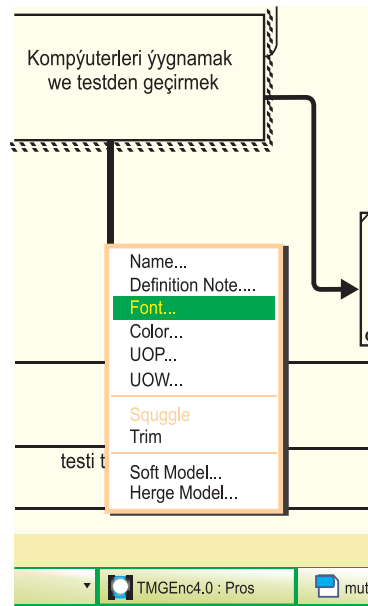 Kompýuterleri ýygnamak
we testden geçirmek
Name...
Definition Note....
Font...
Color...
UOP...
UOW...
Squggle
Trim
testi t
Soft Model...
Herge Model...
TMGEnc4.0 : Pros
mut